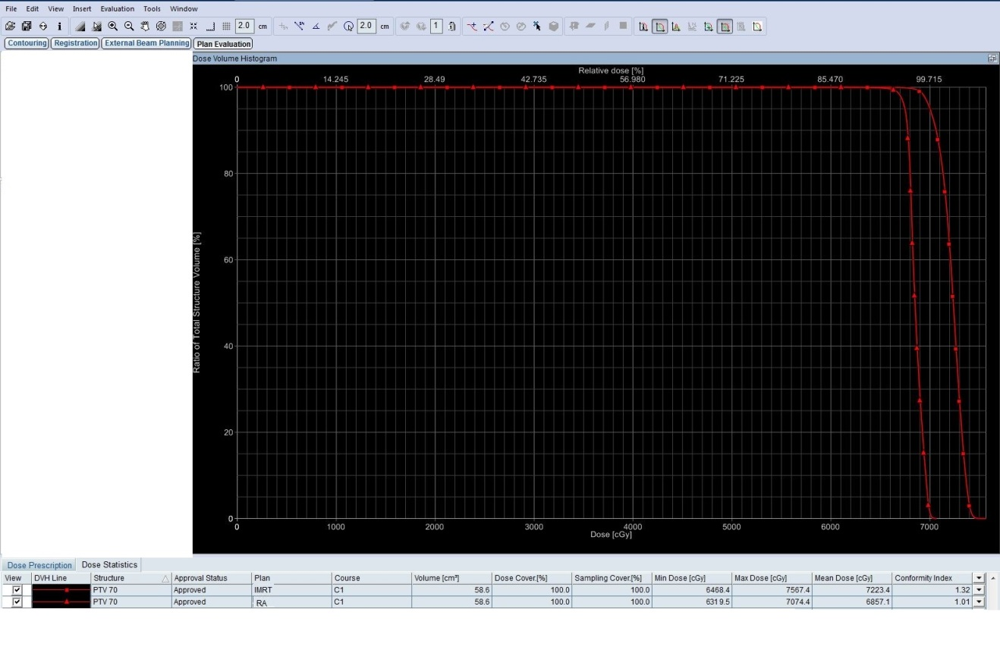 File Edit View Insert Evaluation Tools Window
2.0 cm 2.0 cm 1
Contouring Registration External Beam Planning Plan Evaluation
Dose Volume Histogram
Relative dose [%]
0 14.245 28.49 42.735 56.980 71.225 85.470 99.715
100
80
60
40
20
0
Ratio of Total Structure Volume [%]
0 1000 2000 3000 4000 5000 6000 7000
Dose [cGy]
Dose Prescription Dose Statistics
View DVH Line Structure Approval Status Plan Course Volume [cm³] Dose Cover.[%] Sampling Cover.[%] Min Dose [cGy] Max Dose [cGy] Mean Dose [cGy] Conformity Index
PTV 70 Approved IMRT C1 58.6 100.0 100.0 6468.4 7567.4 7223.4 1.32
PTV 70 Approved RA C1 58.6 100.0 100.0 6319.5 7074.4 6857.1 1.01